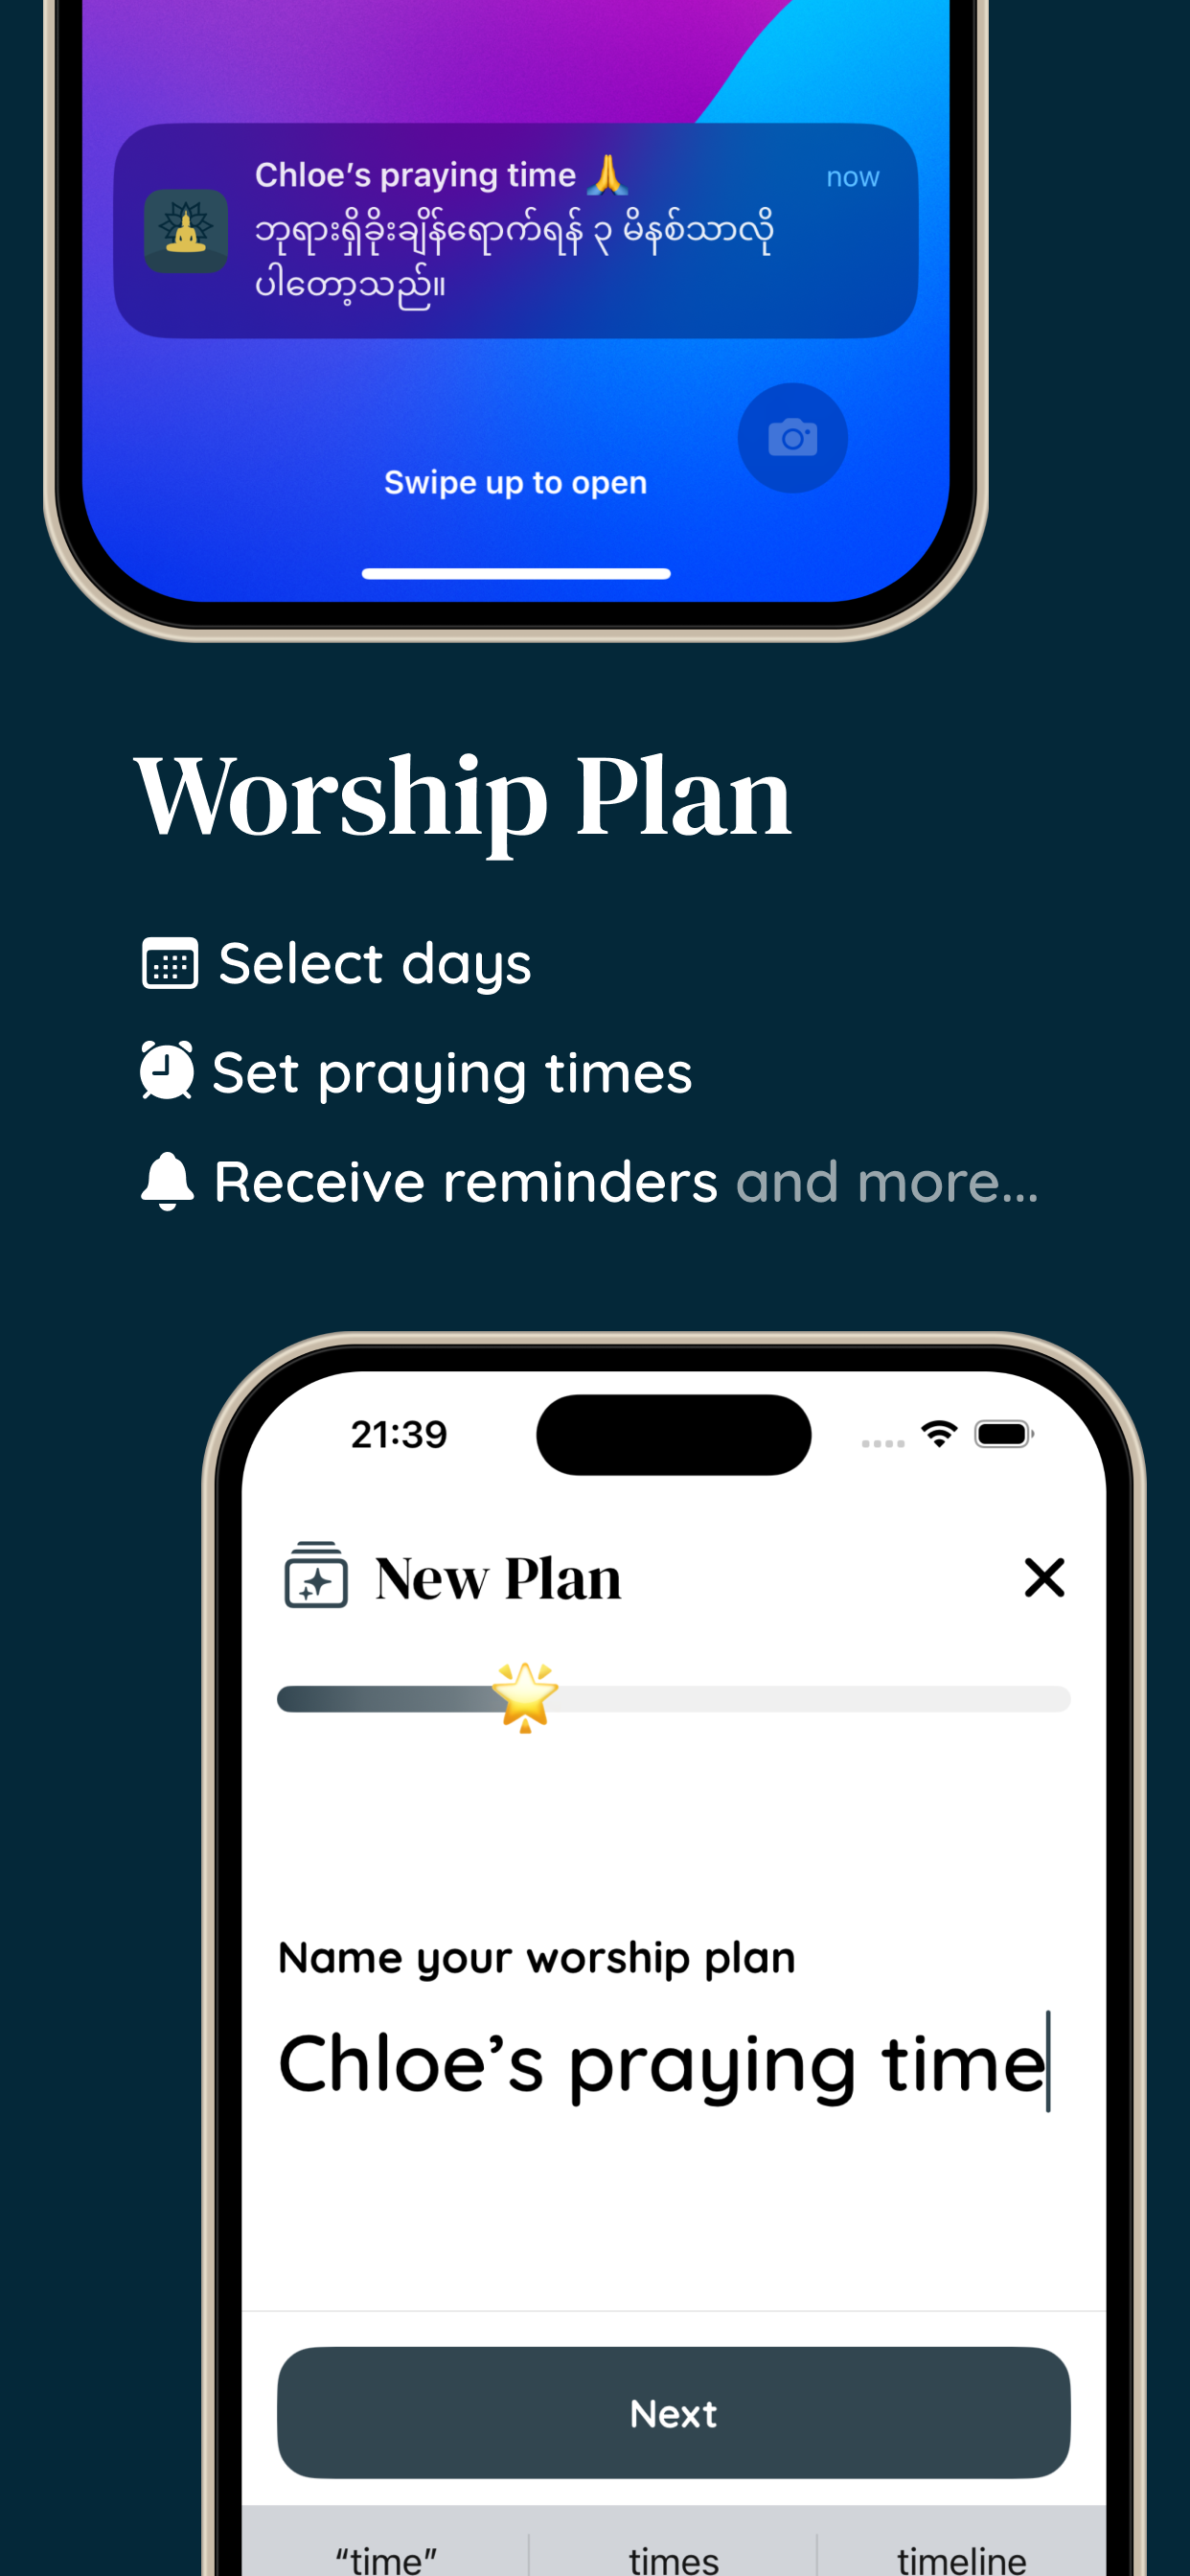 Chloe’s praying time 🙏 now
ဘုရားရှိခိုးချိန်ရောက်ရန် ၃ မိနစ်သာလို
ပါတော့သည်။
Swipe up to open
Worship Plan
Select days
Set praying times
Receive reminders and more...
21:39
New Plan
Name your worship plan
Chloe’s praying time
Next
“time” times timeline